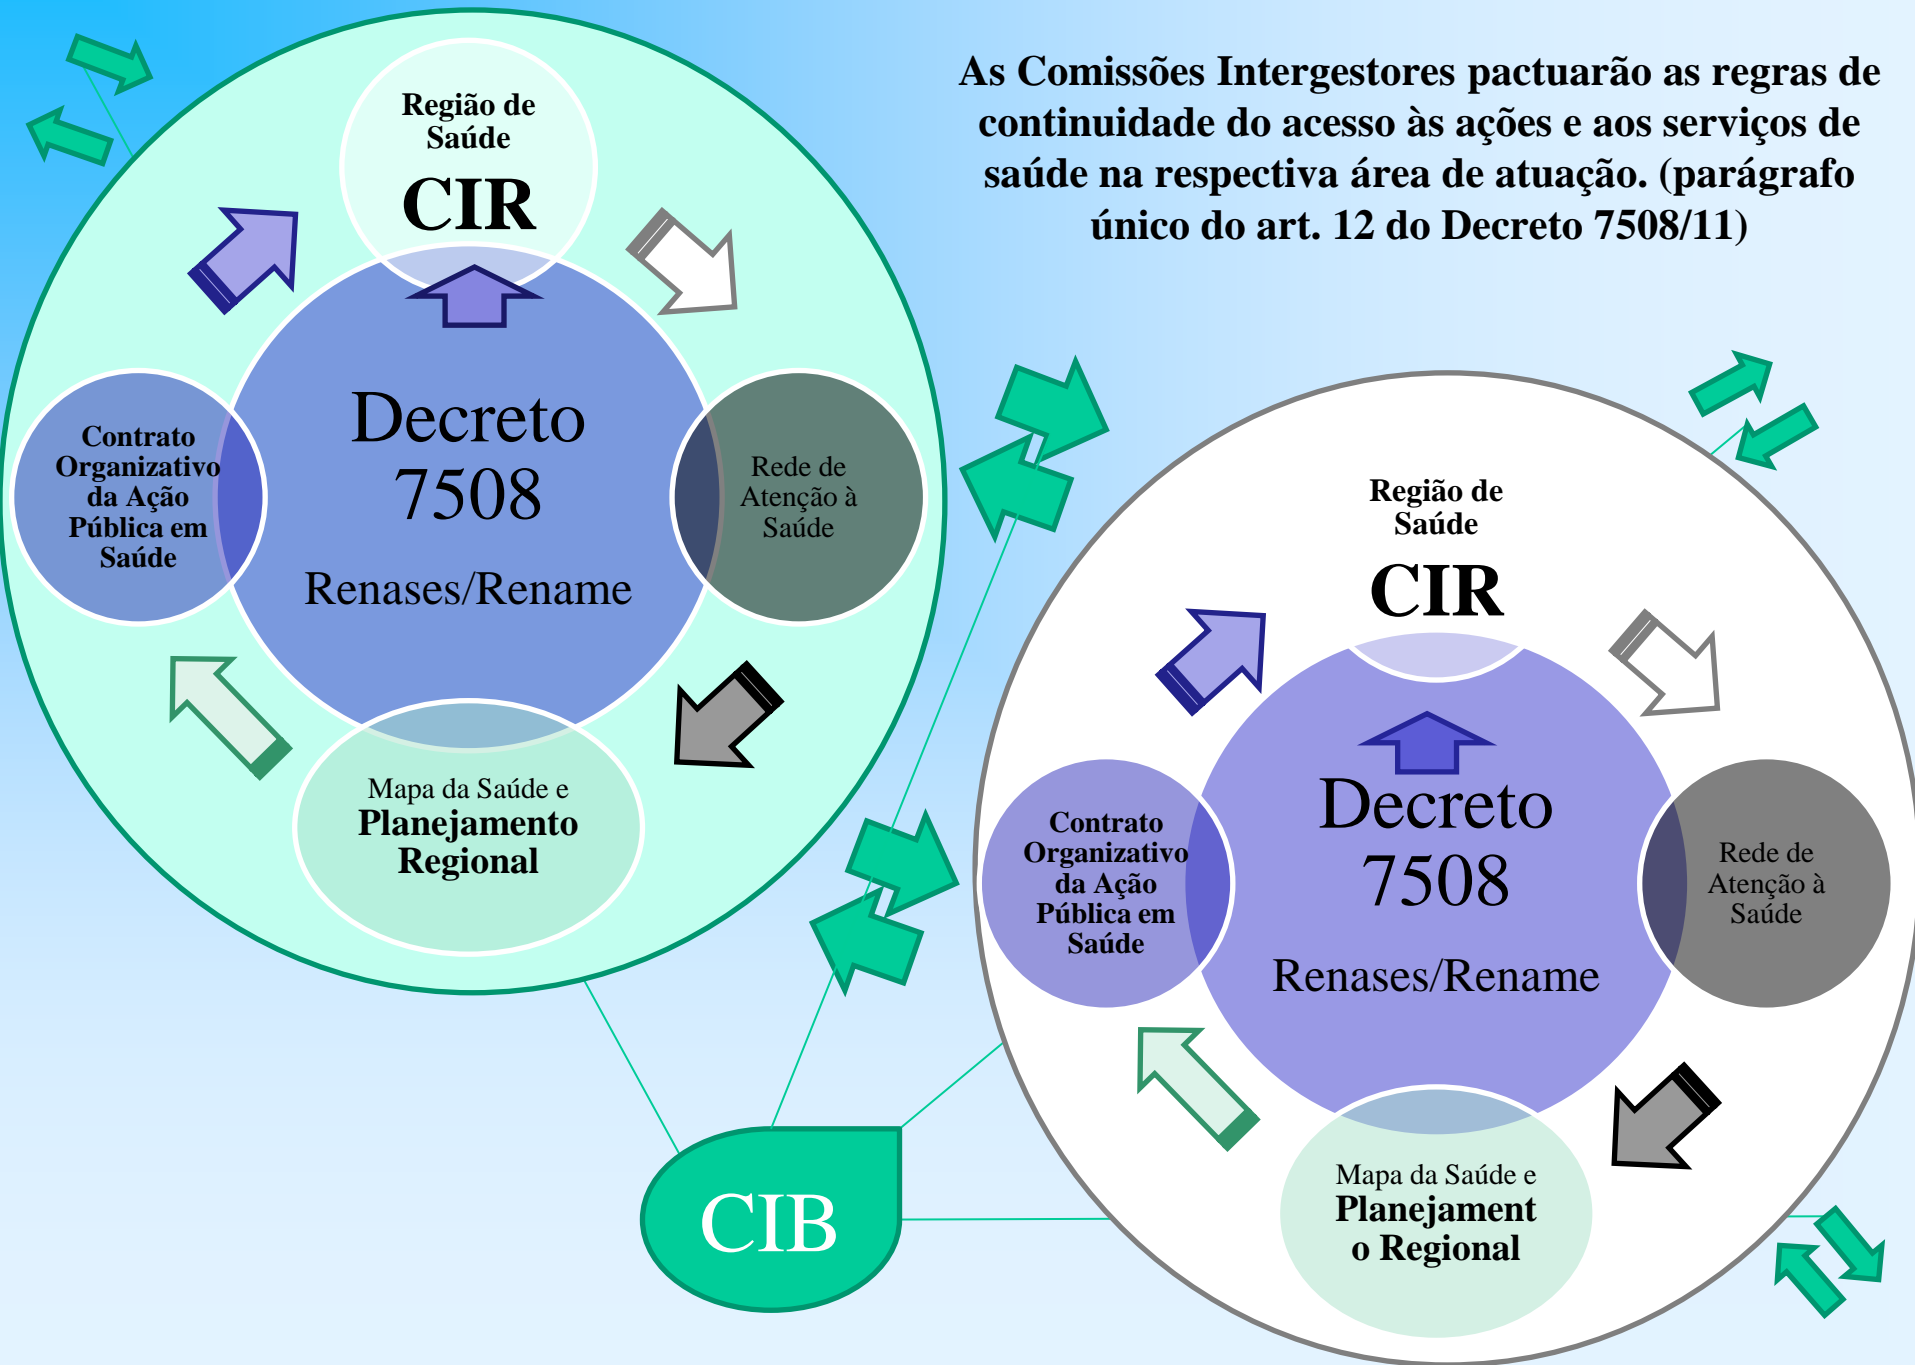 As Comissões Intergestores pactuarão as regras de
continuidade do acesso às ações e aos serviços de
saúde na respectiva área de atuação. (parágrafo
único do art. 12 do Decreto 7508/11)
Região de
Saúde
CIR
Contrato
Organizativo
da Ação
Pública em
Saúde
Decreto
7508
Renases/Rename
Rede de
Atenção à
Saúde
Mapa da Saúde e
Planejamento
Regional
Região de
Saúde
CIR
Contrato
Organizativo
da Ação
Pública em
Saúde
Decreto
7508
Renases/Rename
Rede de
Atenção à
Saúde
Mapa da Saúde e
Planejament
o Regional
CIB